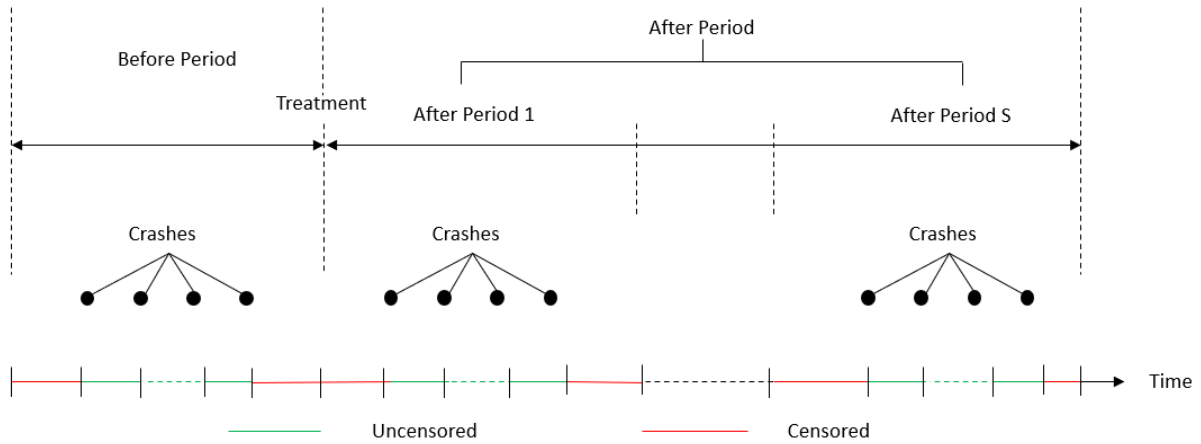 After Period
Before Period
Treatment
After Period 1
After Period S
Crashes
Crashes
Crashes
Time
Uncensored
Censored